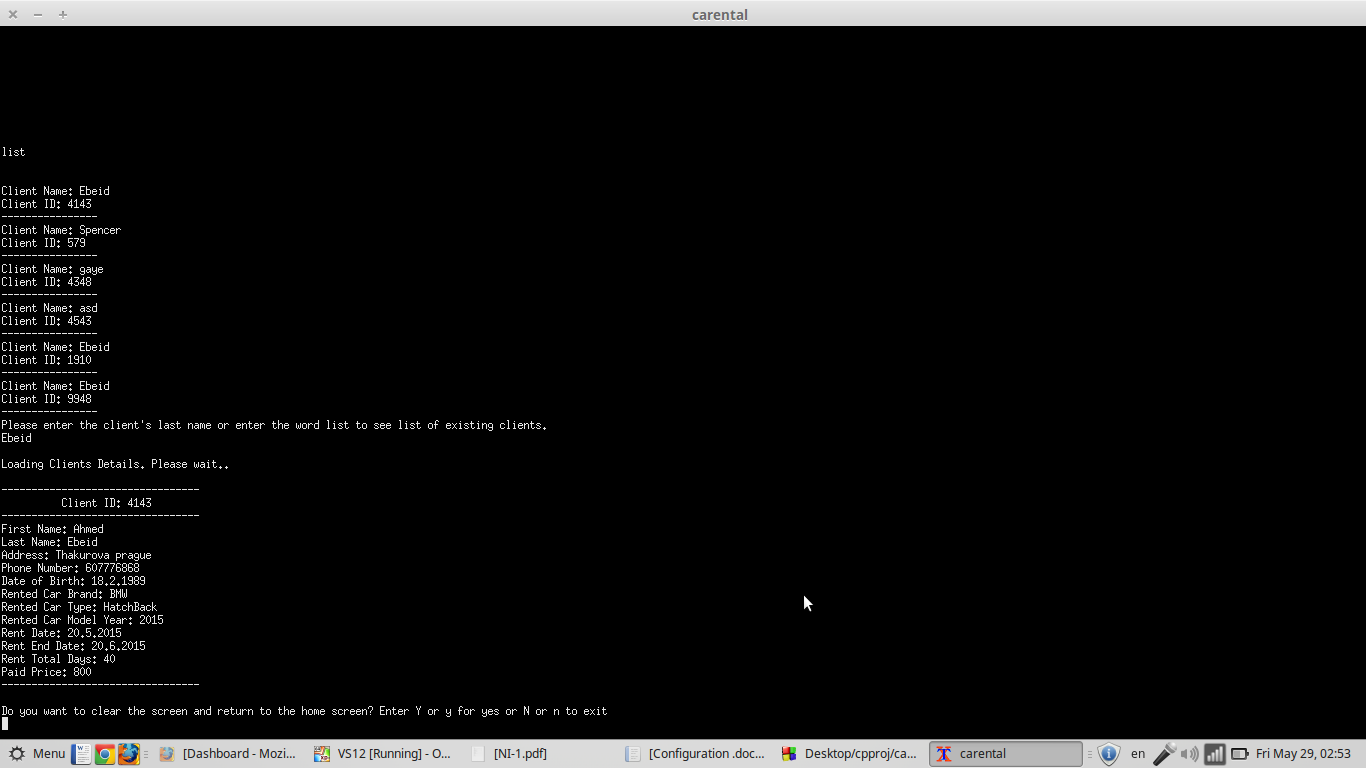 carental
list
Client Name: Ebeid
Client ID: 4143
----------------
Client Name: Spencer
Client ID: 579
----------------
Client Name: gaye
Client ID: 4348
----------------
Client Name: asd
Client ID: 4543
----------------
Client Name: Ebeid
Client ID: 1910
----------------
Client Name: Ebeid
Client ID: 9948
----------------
Please enter the client's last name or enter the word list to see list of existing clients.
Ebeid
Loading Clients Details. Please wait..
---------------------------------
Client ID: 4143
---------------------------------
First Name: Ahmed
Last Name: Ebeid
Address: Thakurova prague
Phone Number: 607776868
Date of Birth: 18.2.1989
Rented Car Brand: BMW
Rented Car Type: HatchBack
Rented Car Model Year: 2015
Rent Date: 20.5.2015
Rent End Date: 20.6.2015
Rent Total Days: 40
Paid Price: 800
---------------------------------
Do you want to clear the screen and return to the home screen? Enter Y or y for yes or N or n to exit
Menu [Dashboard - Mozi... VS12 [Running] - O... [NI-1.pdf] [Configuration .doc... Desktop/cpproj/ca... carental en Fri May 29, 02:53